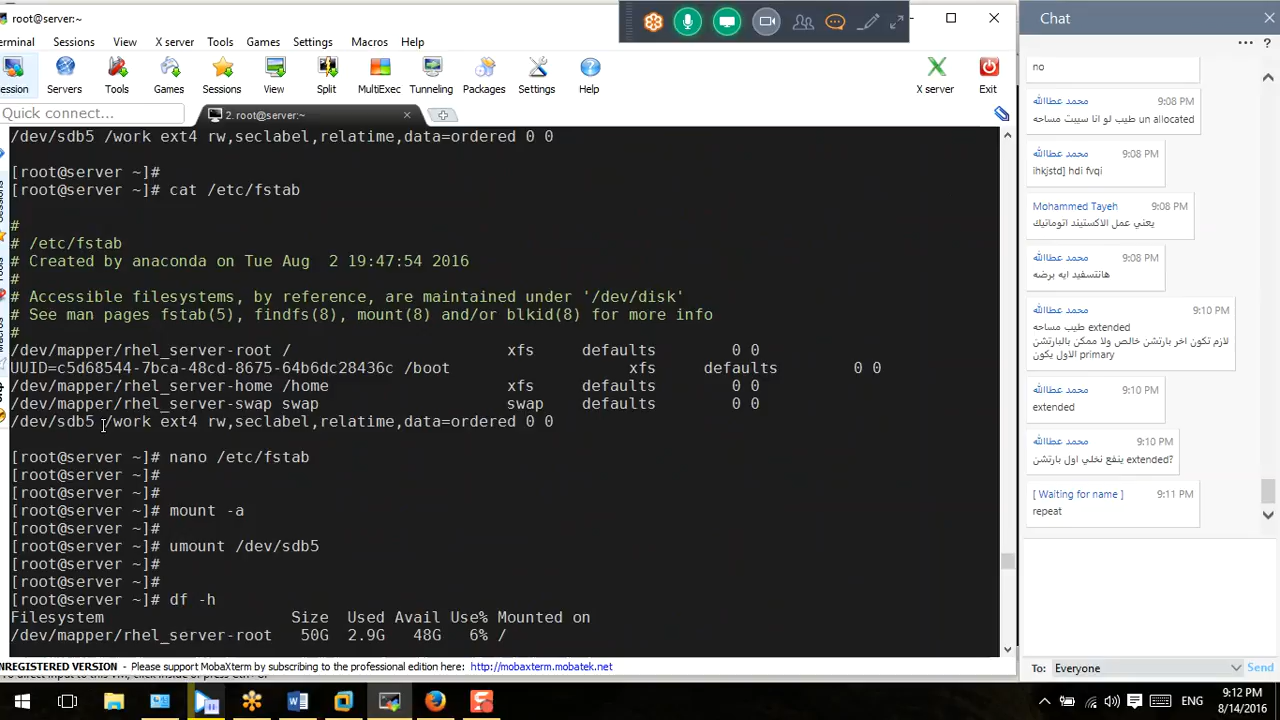 root@server:~
erminal Sessions View X server Tools Games Settings Macros Help
ession Servers Tools Games Sessions View Split MultiExec Tunneling Packages Settings Help X server Exit
Quick connect...
2. root@server:~
/dev/sdb5 /work ext4 rw,seclabel,relatime,data=ordered 0 0
[root@server ~]#
[root@server ~]# cat /etc/fstab
#
# /etc/fstab
# Created by anaconda on Tue Aug  2 19:47:54 2016
#
# Accessible filesystems, by reference, are maintained under '/dev/disk'
# See man pages fstab(5), findfs(8), mount(8) and/or blkid(8) for more info
#
/dev/mapper/rhel_server-root / xfs defaults 0 0
UUID=c5d68544-7bca-48cd-8675-64b6dc28436c /boot xfs defaults 0 0
/dev/mapper/rhel_server-home /home xfs defaults 0 0
/dev/mapper/rhel_server-swap swap swap defaults 0 0
/dev/sdb5 /work ext4 rw,seclabel,relatime,data=ordered 0 0
[root@server ~]# nano /etc/fstab
[root@server ~]#
[root@server ~]#
[root@server ~]# mount -a
[root@server ~]#
[root@server ~]# umount /dev/sdb5
[root@server ~]#
[root@server ~]#
[root@server ~]# df -h
Filesystem Size Used Avail Use% Mounted on
/dev/mapper/rhel_server-root 50G 2.9G 48G 6% /
NREGISTERED VERSION - Please support MobaXterm by subscribing to the professional edition here: http://mobaxterm.mobatek.net
Chat
no
محمد عطاالله 9:08 PM
طيب لو انا سيبت مساحه un allocated
محمد عطاالله 9:08 PM
ihkjstd] hdi fvqi
Mohammed Tayeh 9:08 PM
يعني عمل الاكستيند اتوماتيك
محمد عطاالله 9:08 PM
هانتسفيد ايه برضه
محمد عطاالله 9:10 PM
طيب مساحه extended
لازم تكون اخر بارتشن خالص ولا ممكن بالبارتشن
الاول يكون primary
محمد عطاالله 9:10 PM
extended
محمد عطاالله 9:10 PM
ينفع نخلي اول بارتشن extended?
[ Waiting for name ] 9:11 PM
repeat
To: Everyone Send
ENG
9:12 PM
8/14/2016